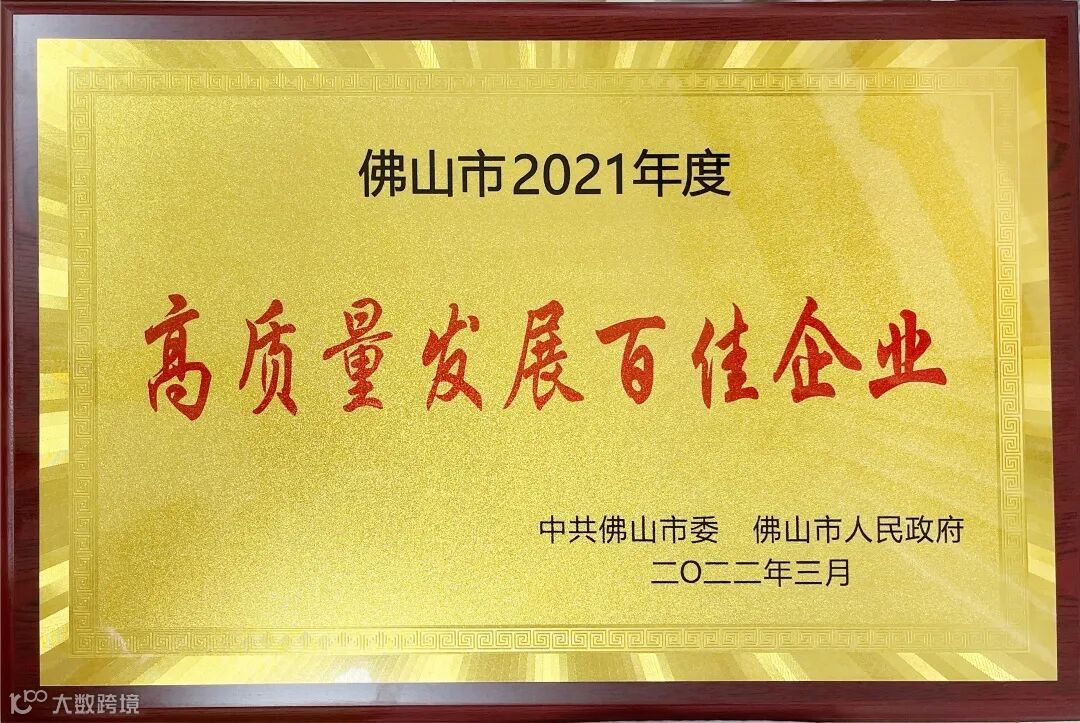 佛山市2021年度
高质量发展百佳企业
中共佛山市委 佛山市人民政府
二〇二二年三月
大数跨境